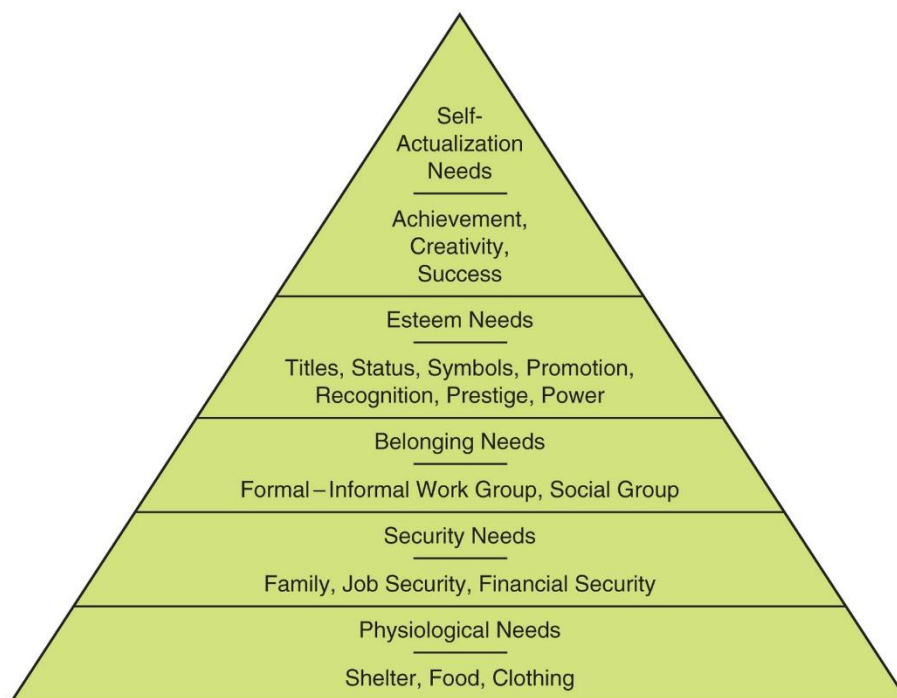 Self-
Actualization
Needs
Achievement,
Creativity,
Success
Esteem Needs
Titles, Status, Symbols, Promotion,
Recognition, Prestige, Power
Belonging Needs
Formal–Informal Work Group, Social Group
Security Needs
Family, Job Security, Financial Security
Physiological Needs
Shelter, Food, Clothing